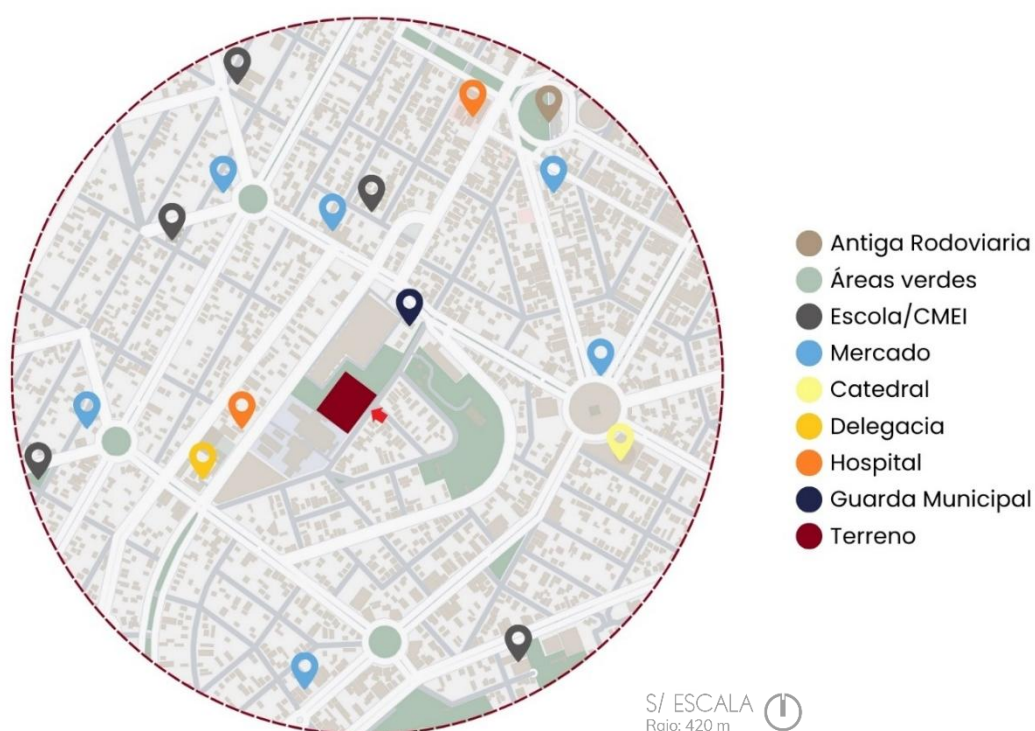 Antiga Rodoviaria
Áreas verdes
Escola/CMEI
Mercado
Catedral
Delegacia
Hospital
Guarda Municipal
Terreno
S/ ESCALA
Raio: 420 m